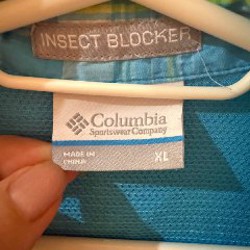 INSECT BLOCKER
Columbia
Sportswear Company
MADE IN
CHINA
XL